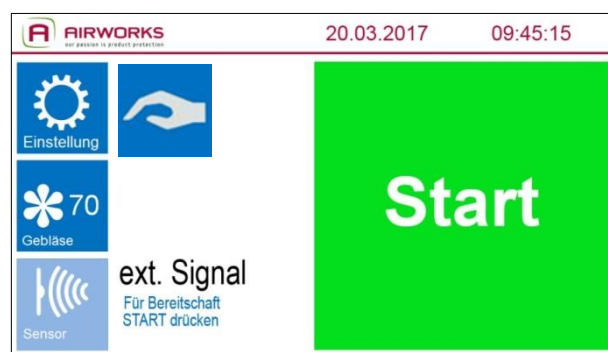 AIRWORKS
our passion is product protection
20.03.2017
09:45:15
Einstellung
70
Gebläse
Sensor
ext. Signal
Für Bereitschaft
START drücken
Start